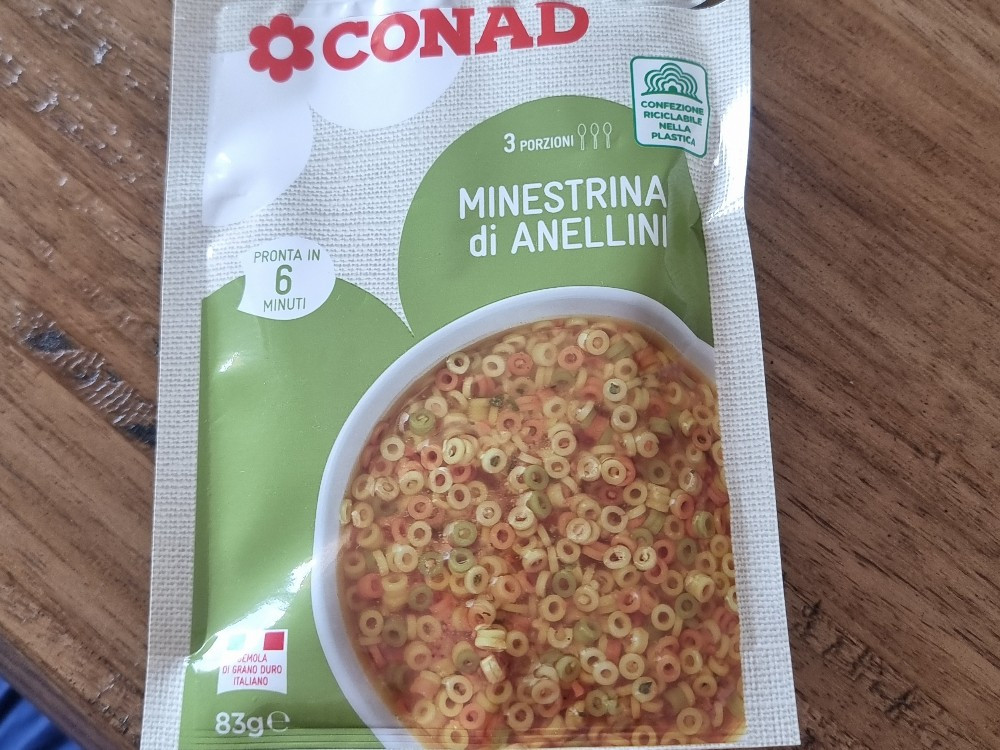 CONAD
CONFEZIONE
RICICLABILE
NELLA
PLASTICA
3 PORZIONI
MINESTRINA
di ANELLINI
PRONTA IN
6
MINUTI
SEMOLA
DI GRANO DURO
ITALIANO
83g℮